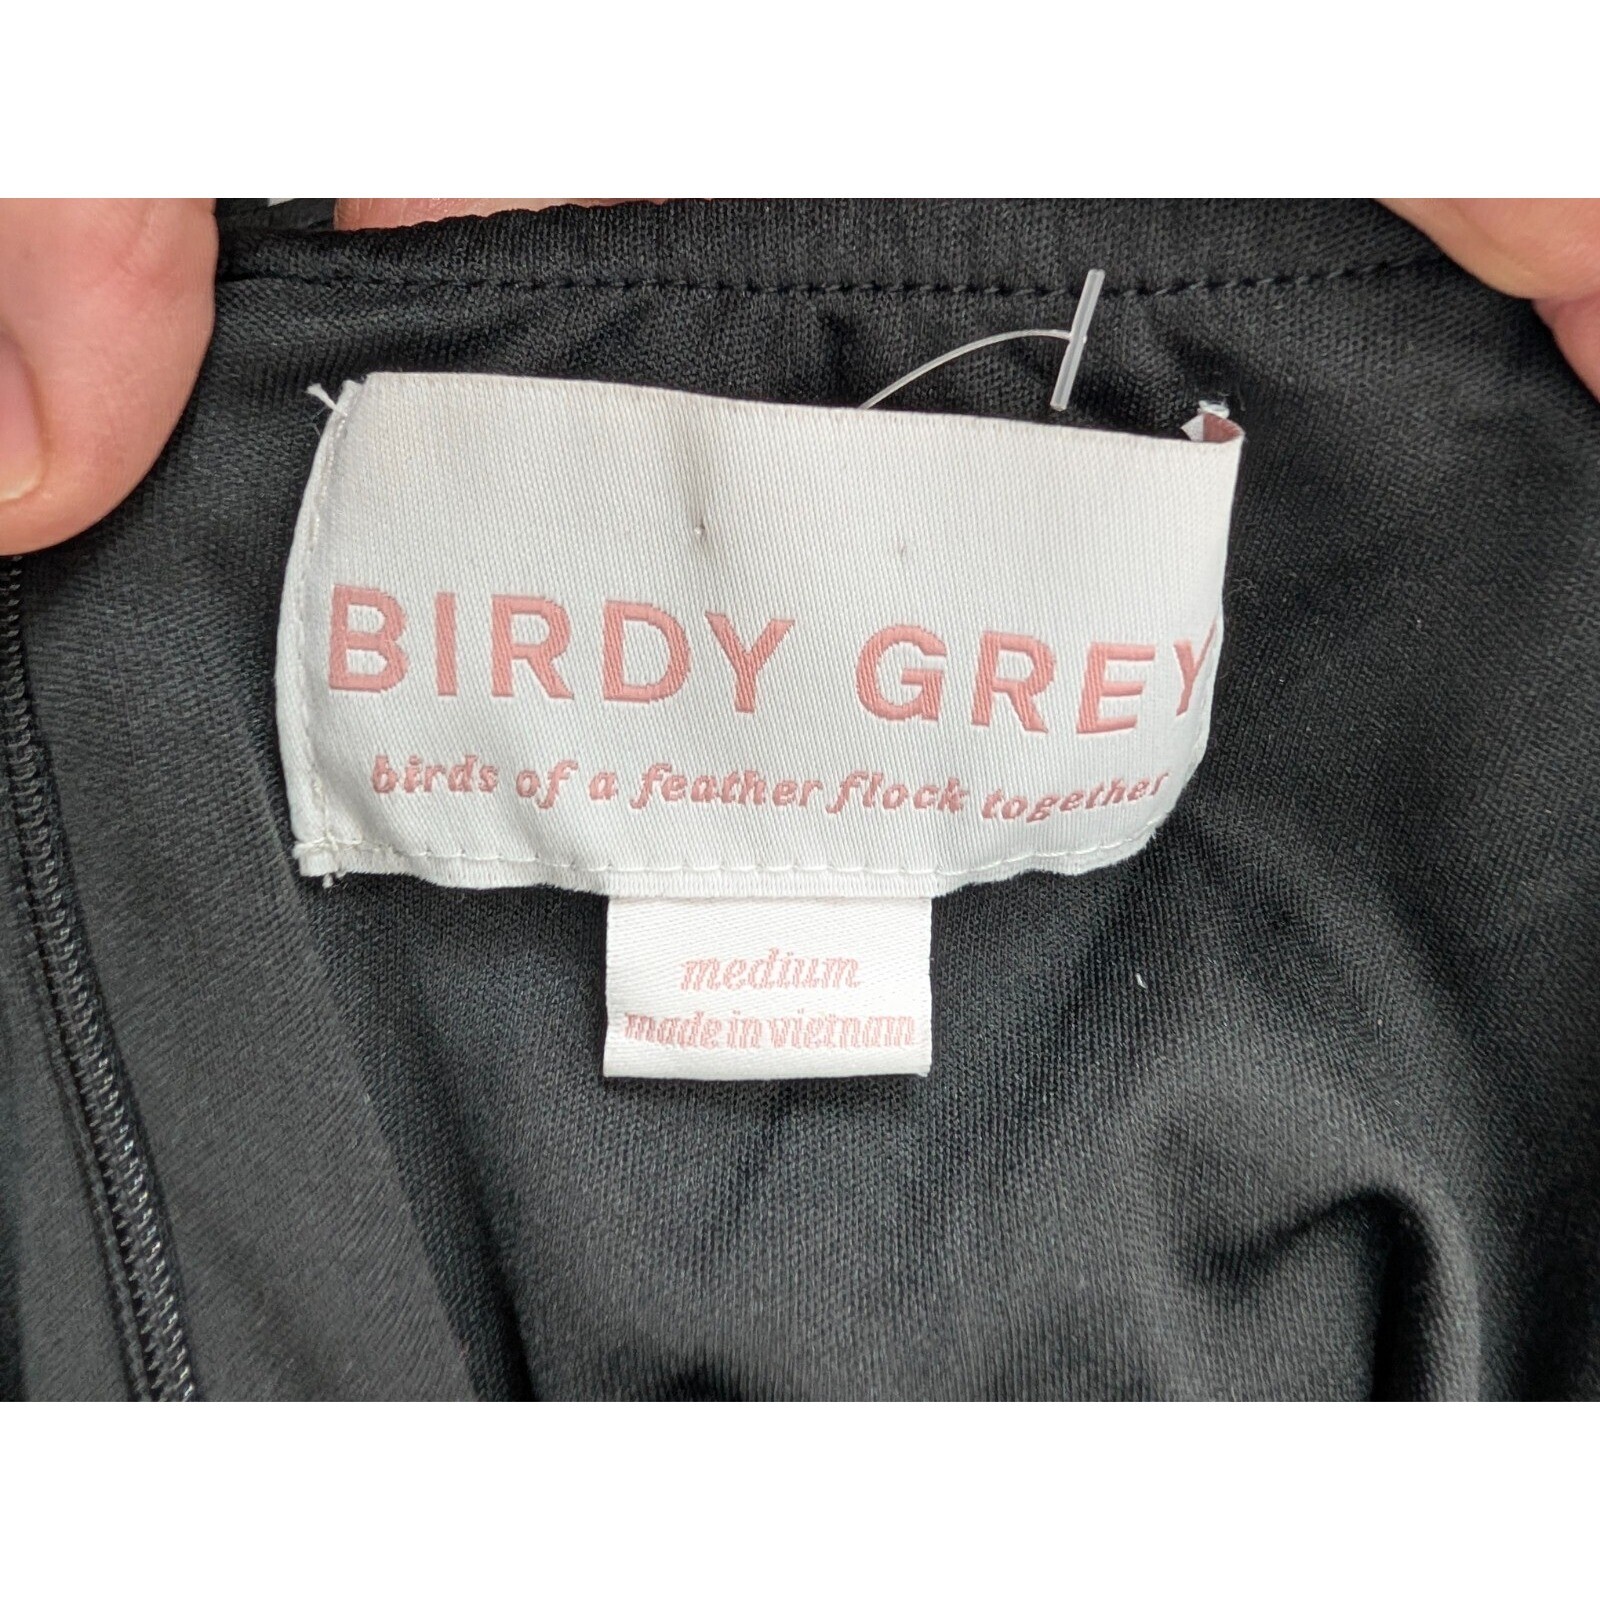 BIRDY GREY
birds of a feather flock together
medium
made in vietnam